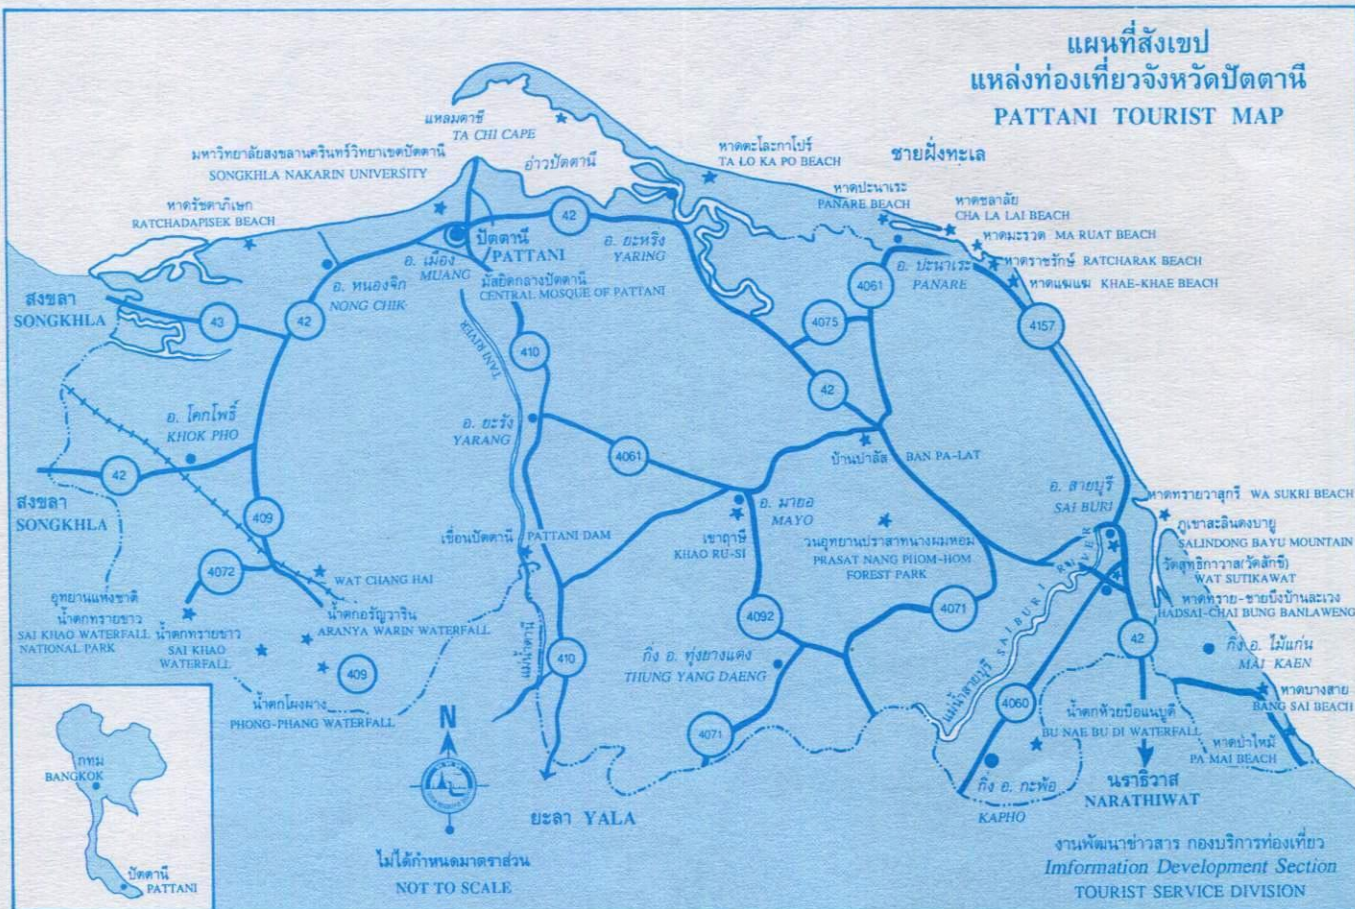 แผนที่สังเขป
แหล่งท่องเที่ยวจังหวัดปัตตานี
PATTANI TOURIST MAP
แหลมตาชี
TA CHI CAPE
มหาวิทยาลัยสงขลานครินทร์วิทยาเขตปัตตานี
SONGKHLA NAKARIN UNIVERSITY
อ่าวปัตตานี
หาดตะโละกาโปร์
TA LO KA PO BEACH
ชายฝั่งทะเล
หาดปะนาเระ
PANARE BEACH
หาดชลาลัย
CHA LA LAI BEACH
หาดมะรวด MA RUAT BEACH
หาดราชรักษ์ RATCHARAK BEACH
หาดแฆแฆ KHAE-KHAE BEACH
หาดรัชดาภิเษก
RATCHADAPISEK BEACH
42
ปัตตานี
PATTANI
อ. เมือง
MUANG
อ. ยะหริ่ง
YARING
อ. ปะนาเระ
PANARE
อ. หนองจิก
NONG CHIK
มัสยิดกลางปัตตานี
CENTRAL MOSQUE OF PATTANI
สงขลา
SONGKHLA
43
42
4061
4075
4157
TANI RIVER
410
42
อ. โคกโพธิ์
KHOK PHO
อ. ยะรัง
YARANG
4061
บ้านปาลัส BAN PA-LAT
42
สงขลา
SONGKHLA
409
อ. สายบุรี
SAI BURI
หาดทรายวาสุกรี WA SUKRI BEACH
อ. มายอ
MAYO
เขาฤาษี
KHAO RU-SI
เขื่อนปัตตานี PATTANI DAM
วนอุทยานปราสาทนางผมหอม
PRASAT NANG PHOM-HOM
FOREST PARK
ภูเขาสะลินดงบายู
SALINDONG BAYU MOUNTAIN
วัดสุทธิกาวาส(วัดสักขี)
WAT SUTIKAWAT
หาดทราย-ชายบึงบ้านละเวง
HADSAI-CHAI BUNG BANLAWENG
4072
WAT CHANG HAI
อุทยานแห่งชาติ
น้ำตกทรายขาว
SAI KHAO WATERFALL
NATIONAL PARK
น้ำตกทรายขาว
SAI KHAO
WATERFALL
น้ำตกอรัญวาริน
ARANYA WARIN WATERFALL
409
น้ำตกโผงผาง
PHONG-PHANG WATERFALL
แม่น้ำตานี
410
4092
4071
กิ่ง อ. ทุ่งยางแดง
THUNG YANG DAENG
4071
แม่น้ำสายบุรี SAIBURI RIVER
42
กิ่ง อ. ไม้แก่น
MAI KAEN
หาดบางสาย
BANG SAI BEACH
4060
น้ำตกห้วยบือแนบูดี
BU NAE BU DI WATERFALL
หาดป่าไหม้
PA MAI BEACH
กิ่ง อ. กะพ้อ
KAPHO
นราธิวาส
NARATHIWAT
N
ยะลา YALA
ไม่ได้กำหนดมาตราส่วน
NOT TO SCALE
กทม
BANGKOK
ปัตตานี
PATTANI
งานพัฒนาข่าวสาร กองบริการท่องเที่ยว
Imformation Development Section
TOURIST SERVICE DIVISION